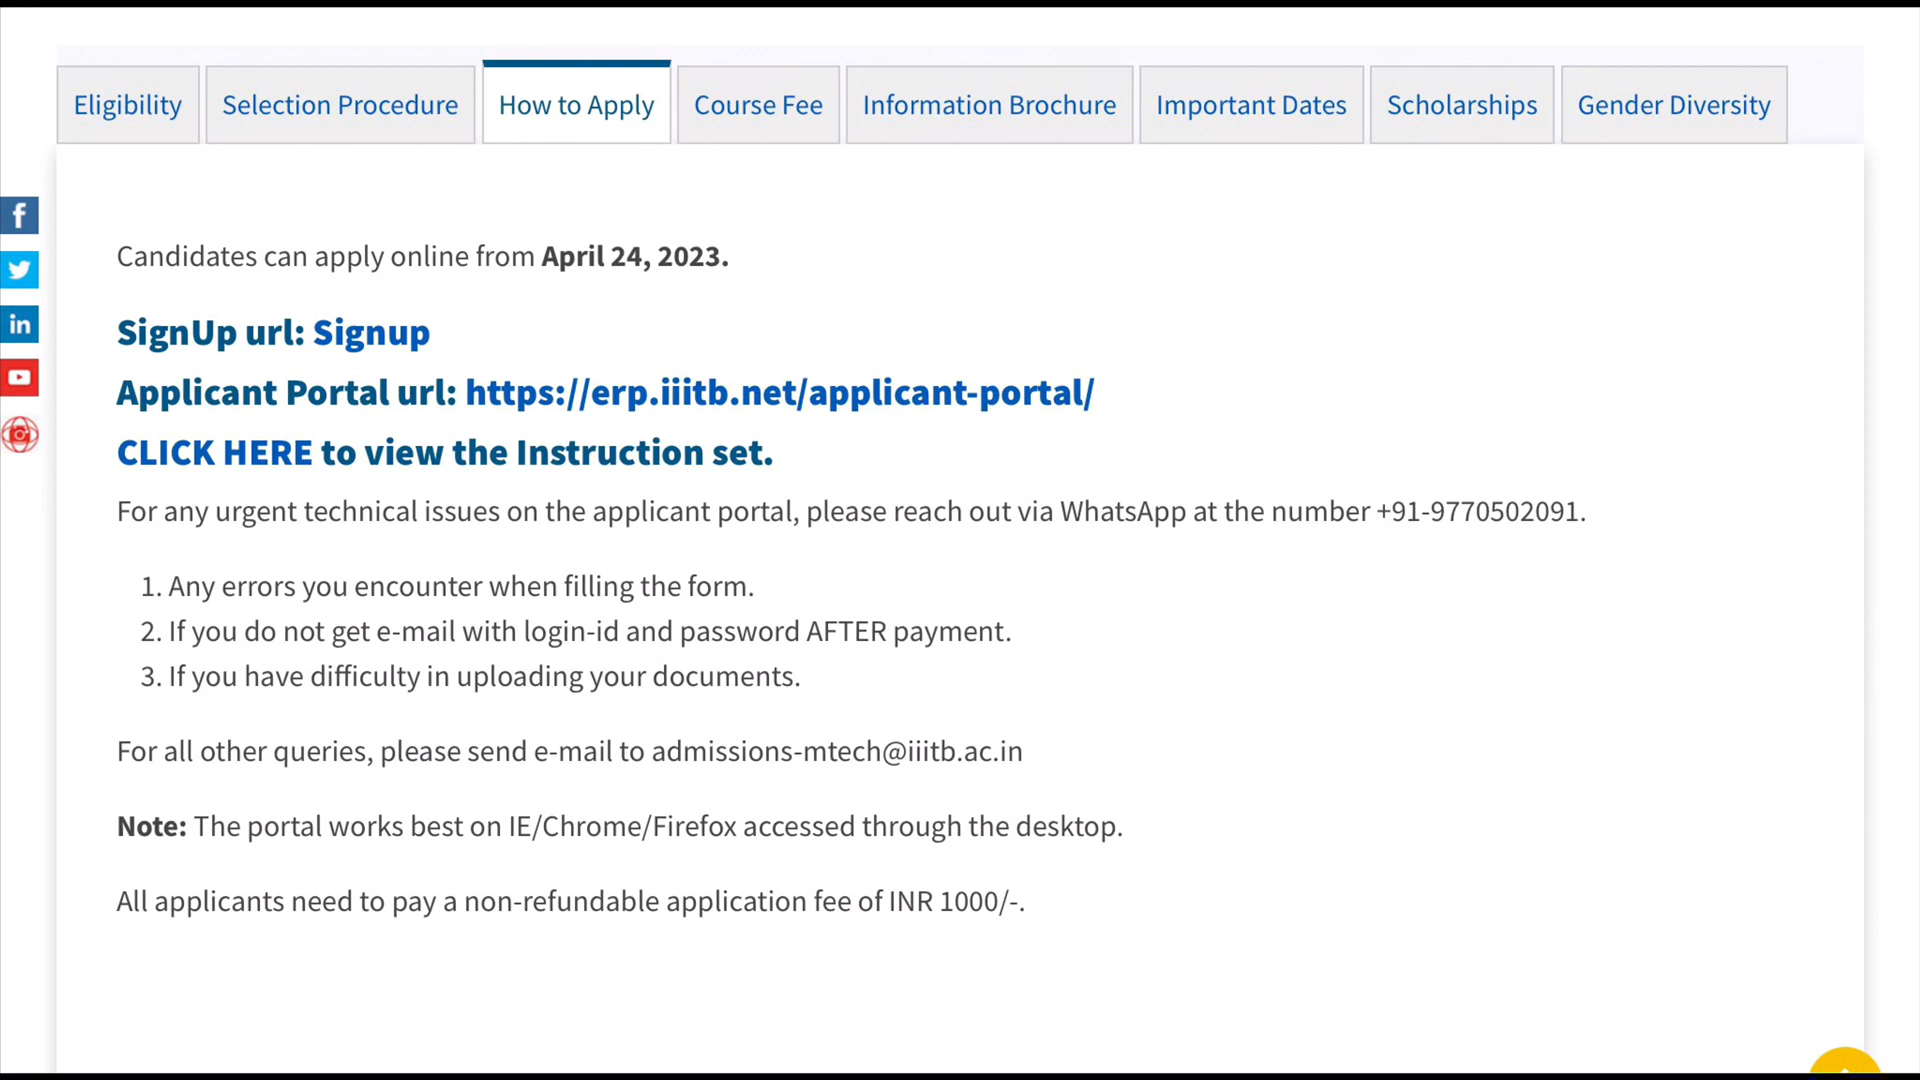 Eligibility
Selection Procedure
How to Apply
Course Fee
Information Brochure
Important Dates
Scholarships
Gender Diversity
Candidates can apply online from April 24, 2023.
SignUp url: Signup
Applicant Portal url: https://erp.iiitb.net/applicant-portal/
CLICK HERE to view the Instruction set.
For any urgent technical issues on the applicant portal, please reach out via WhatsApp at the number +91-9770502091.
1. Any errors you encounter when filling the form.
2. If you do not get e-mail with login-id and password AFTER payment.
3. If you have difficulty in uploading your documents.
For all other queries, please send e-mail to admissions-mtech@iiitb.ac.in
Note: The portal works best on IE/Chrome/Firefox accessed through the desktop.
All applicants need to pay a non-refundable application fee of INR 1000/-.